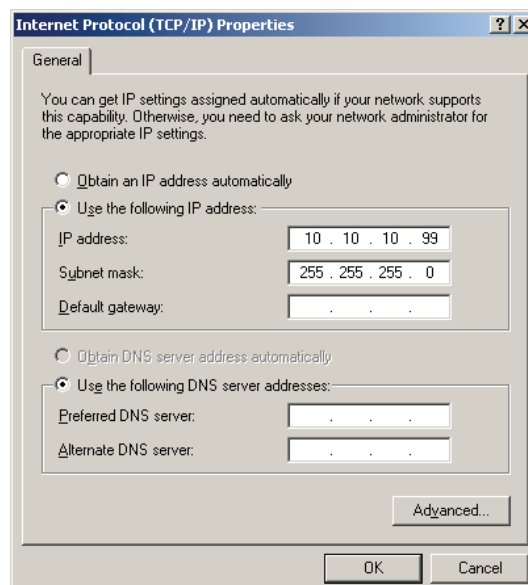 Internet Protocol (TCP/IP) Properties
General
You can get IP settings assigned automatically if your network supports
this capability. Otherwise, you need to ask your network administrator for
the appropriate IP settings.
Obtain an IP address automatically
Use the following IP address:
IP address: 10 . 10 . 10 . 99
Subnet mask: 255 . 255 . 255 . 0
Default gateway: . . .
Obtain DNS server address automatically
Use the following DNS server addresses:
Preferred DNS server: . . .
Alternate DNS server: . . .
Advanced...
OK Cancel